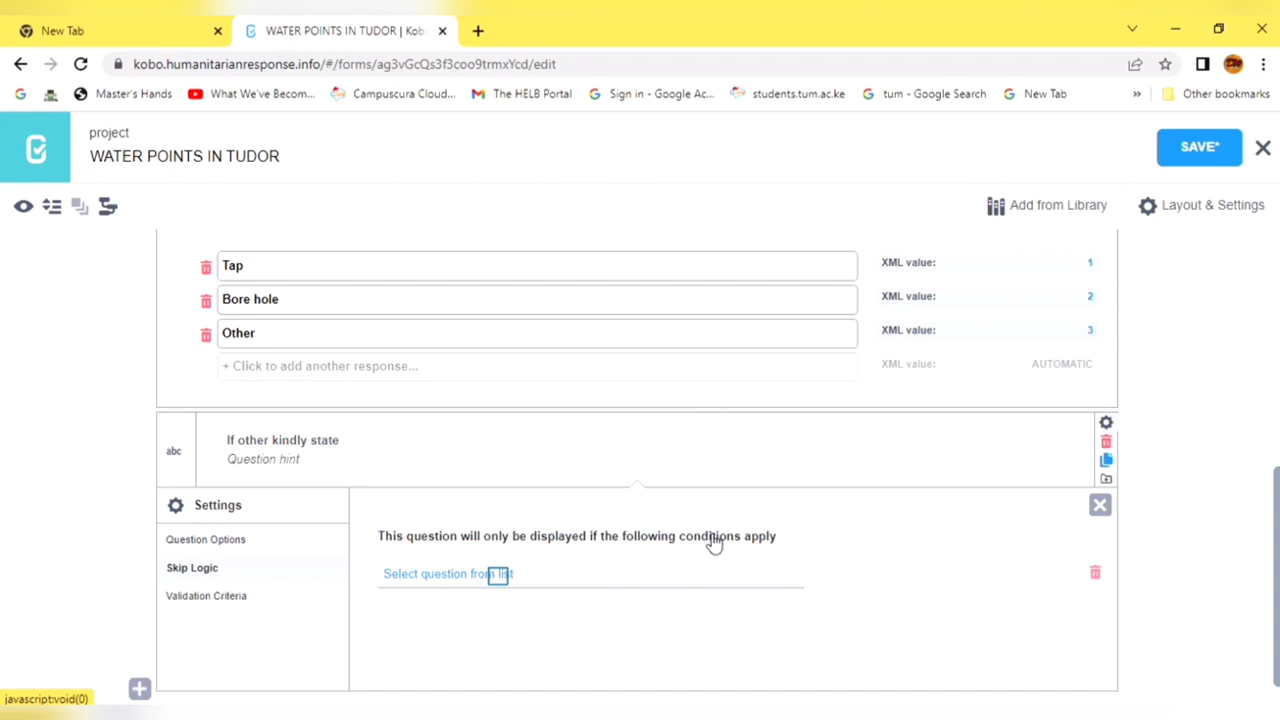 New Tab
WATER POINTS IN TUDOR | Kobo
kobo.humanitarianresponse.info/#/forms/ag3vGcQs3f3coo9trmxYcd/edit
Master's Hands
What We've Becom...
Campuscura Cloud...
The HELB Portal
Sign in - Google Ac...
students.tum.ac.ke
tum - Google Search
New Tab
»
Other bookmarks
project
WATER POINTS IN TUDOR
SAVE*
Add from Library
Layout & Settings
Tap
XML value: 1
Bore hole
XML value: 2
Other
XML value: 3
+ Click to add another response...
XML value: AUTOMATIC
abc
If other kindly state
Question hint
Settings
Question Options
Skip Logic
Validation Criteria
This question will only be displayed if the following conditions apply
Select question from list
javascript:void(0)